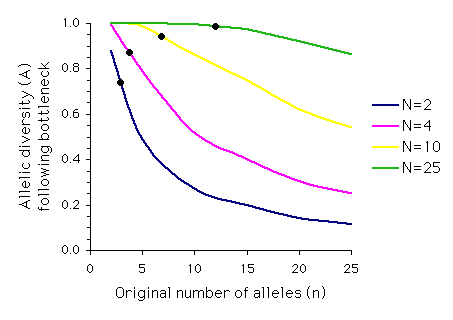 Allelic diversity (A)
following bottleneck
1.0
0.8
0.6
0.4
0.2
0.0
0 5 10 15 20 25
Original number of alleles (n)
N=2
N=4
N=10
N=25